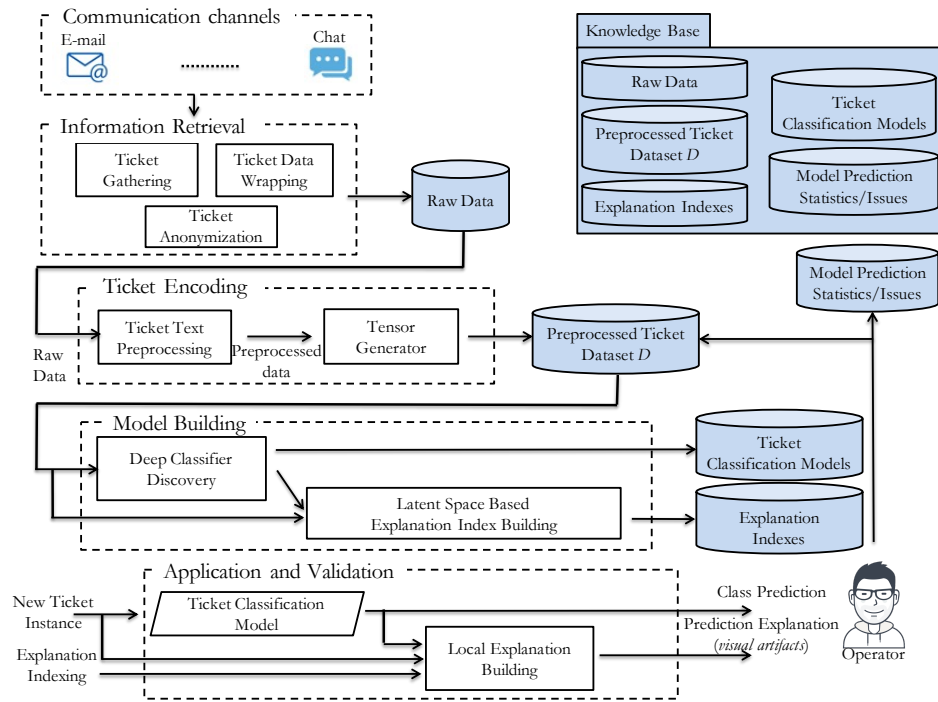 Communication channels
E-mail
Chat
Knowledge Base
Raw Data
Preprocessed Ticket
Dataset D
Explanation Indexes
Ticket
Classification Models
Model Prediction
Statistics/Issues
Information Retrieval
Ticket
Gathering
Ticket Data
Wrapping
Ticket
Anonymization
Raw Data
Model Prediction
Statistics/Issues
Ticket Encoding
Raw
Data
Ticket Text
Preprocessing
Preprocessed
data
Tensor
Generator
Preprocessed Ticket
Dataset D
Model Building
Deep Classifier
Discovery
Latent Space Based
Explanation Index Building
Ticket
Classification Models
Explanation
Indexes
Application and Validation
New Ticket
Instance
Explanation
Indexing
Ticket Classification
Model
Local Explanation
Building
Class Prediction
Prediction Explanation
(visual artifacts)
Operator